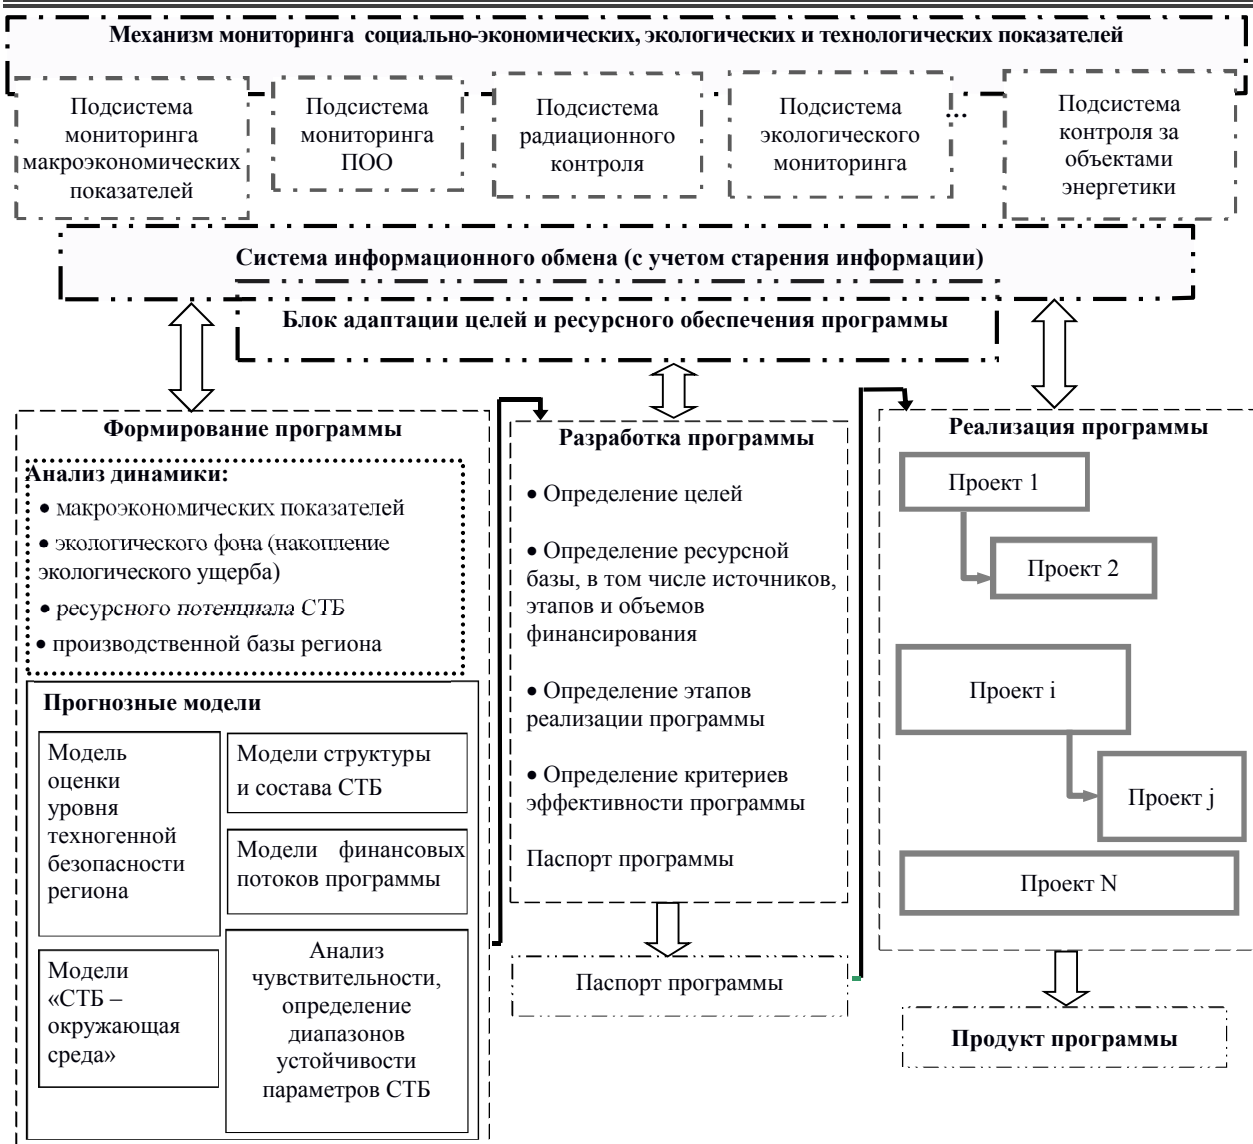 Механизм мониторинга социально-экономических, экологических и технологических показателей
Подсистема
мониторинга
макроэкономических
показателей
Подсистема
мониторинга
ПОО
Подсистема
радиационного
контроля
Подсистема
экологического
мониторинга
...
Подсистема
контроля за
объектами
энергетики
Система информационного обмена (с учетом старения информации)
Блок адаптации целей и ресурсного обеспечения программы
Формирование программы
Анализ динамики:
• макроэкономических показателей
• экологического фона (накопление
экологического ущерба)
• ресурсного потенциала СТБ
• производственной базы региона
Прогнозные модели
Модель
оценки
уровня
техногенной
безопасности
региона
Модели структуры
и состава СТБ
Модели финансовых
потоков программы
Модели
«СТБ –
окружающая
среда»
Анализ
чувствительности,
определение
диапазонов
устойчивости
параметров СТБ
Разработка программы
• Определение целей
• Определение ресурсной
базы, в том числе источников,
этапов и объемов
финансирования
• Определение этапов
реализации программы
• Определение критериев
эффективности программы
Паспорт программы
Паспорт программы
Реализация программы
Проект 1
Проект 2
Проект i
Проект j
Проект N
Продукт программы